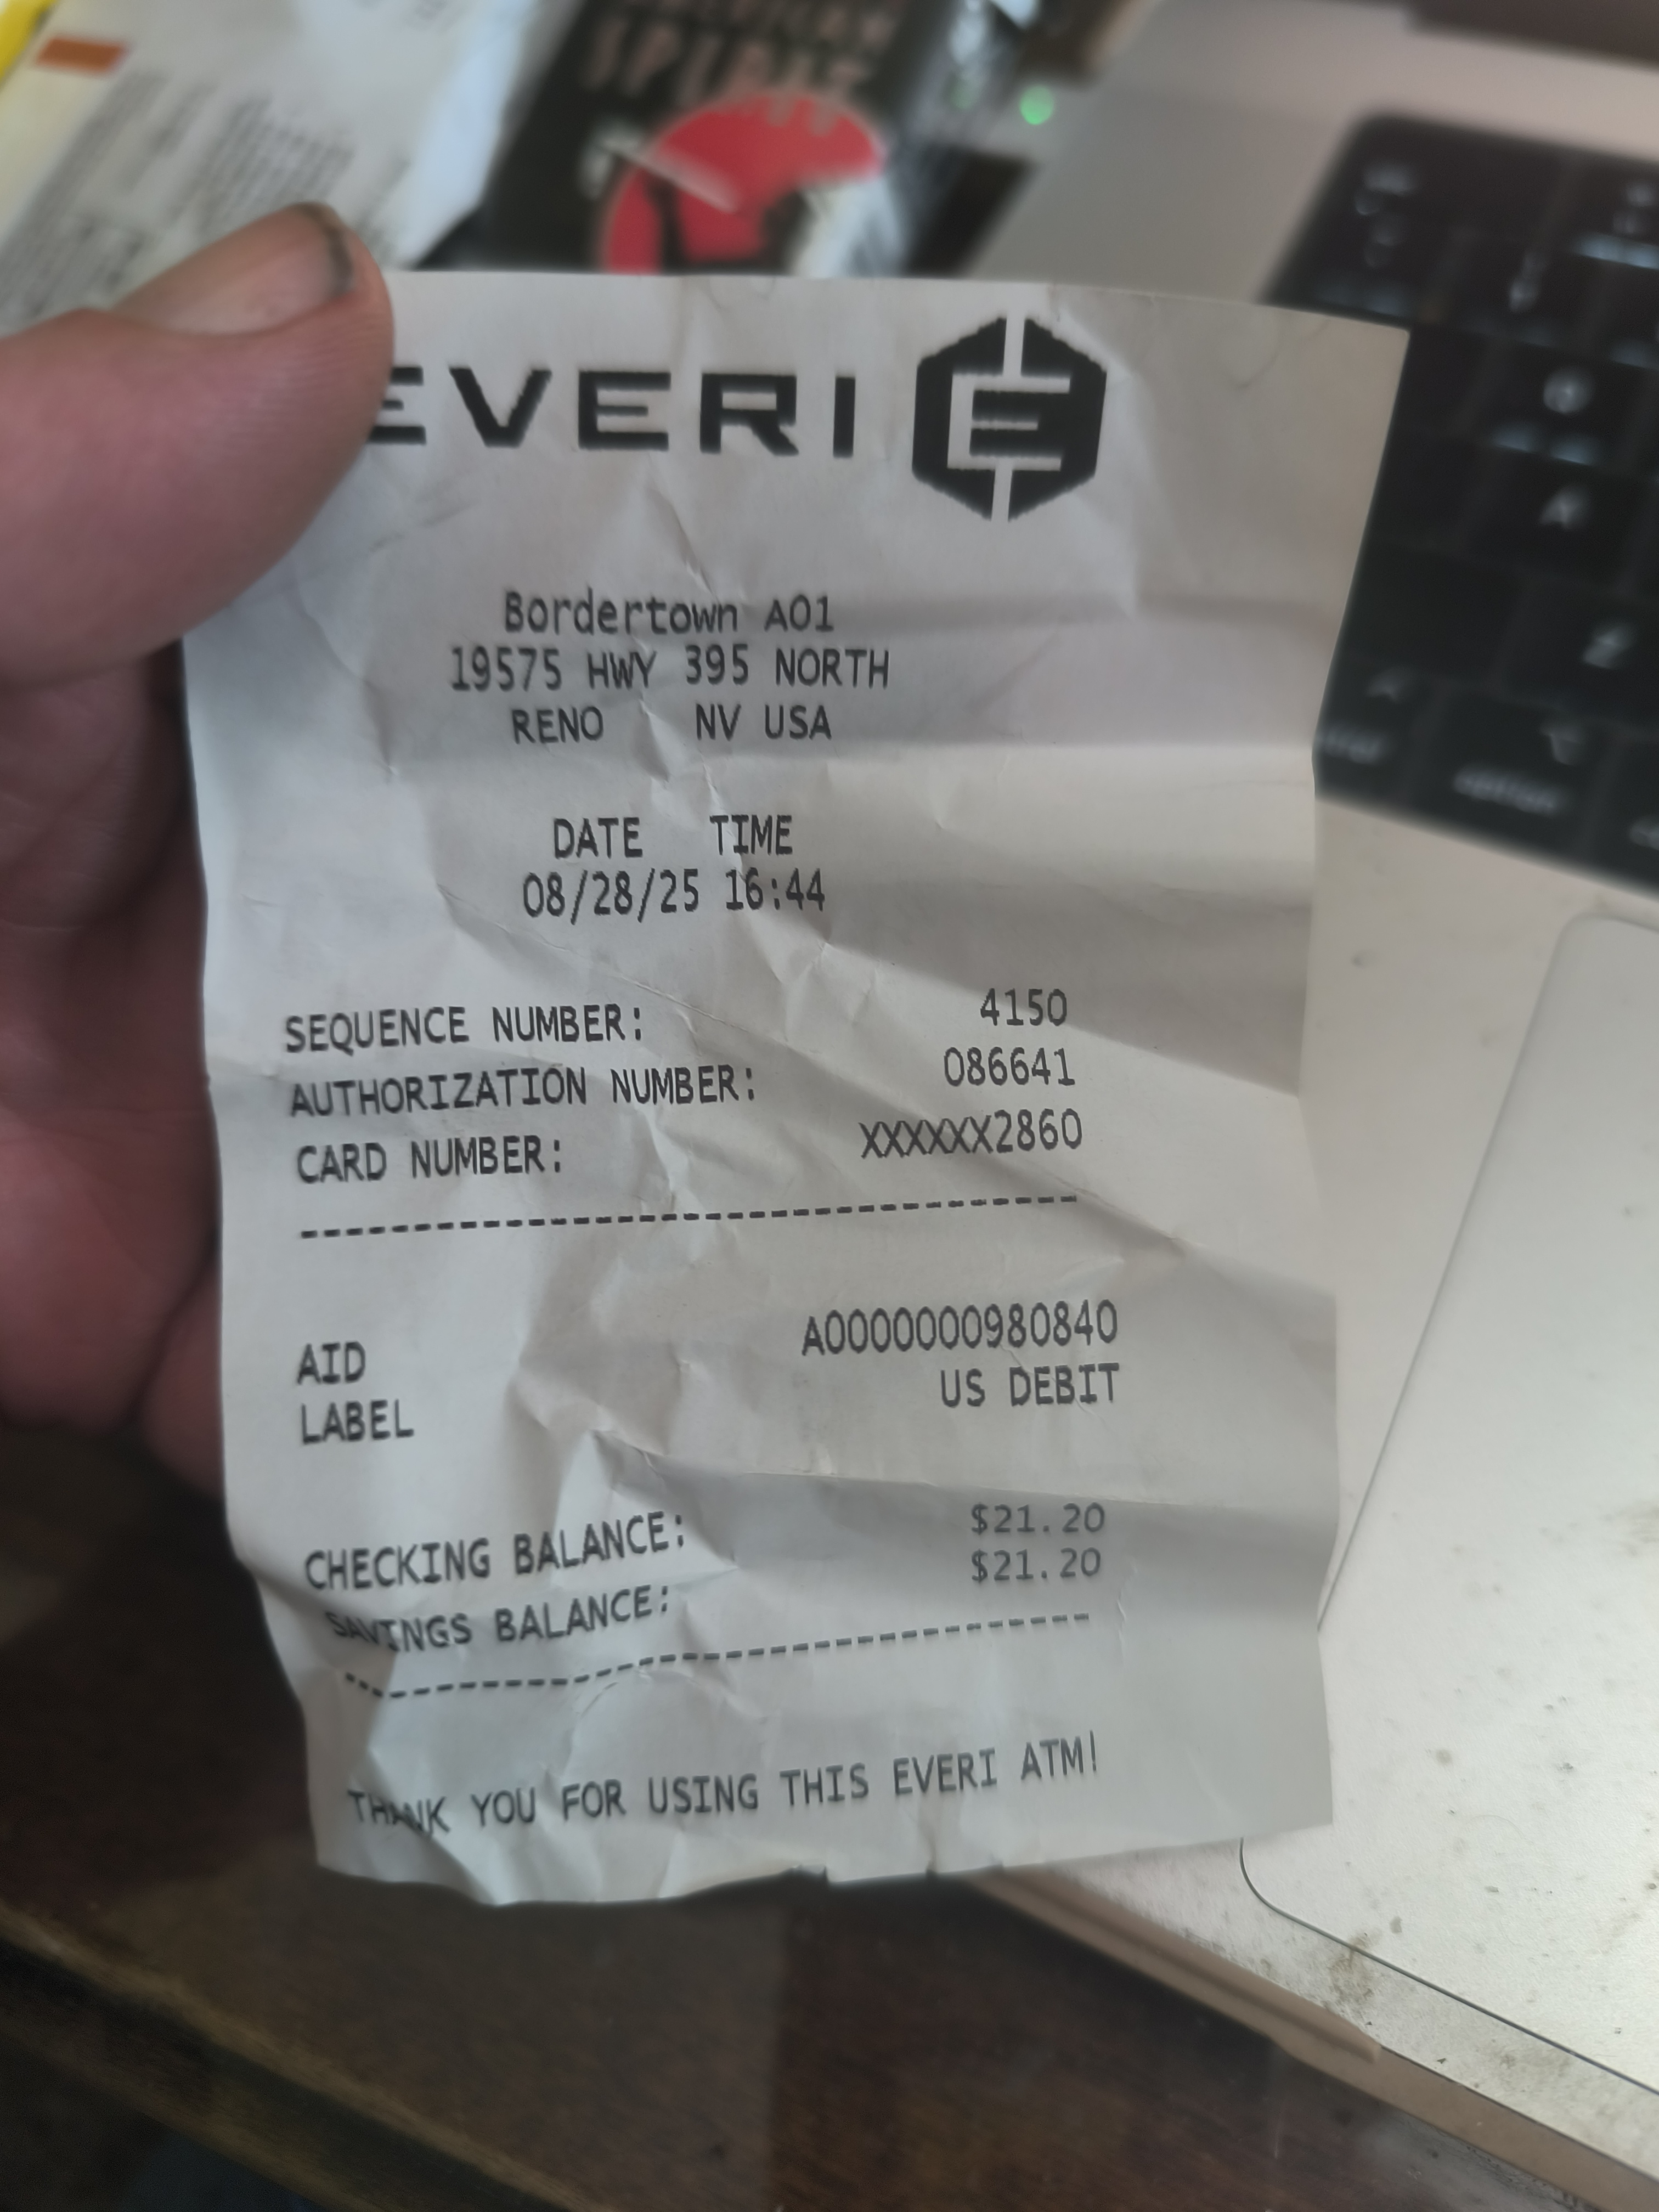 SPIRIT
EVERI E
Bordertown A01
19575 HWY 395 NORTH
RENO NV USA
DATE TIME
08/28/25 16:44
SEQUENCE NUMBER: 4150
AUTHORIZATION NUMBER: 086641
CARD NUMBER: XXXXXX2860
--------------------------------
AID A0000000980840
LABEL US DEBIT
CHECKING BALANCE: $21.20
SAVINGS BALANCE: $21.20
--------------------------------
THANK YOU FOR USING THIS EVERI ATM!
A
Z
option